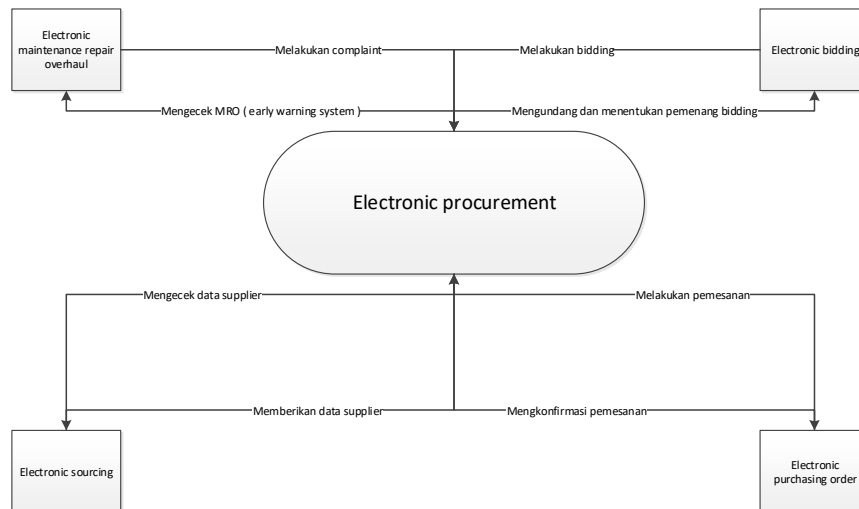 Electronic
maintenance repair
overhaul
Melakukan complaint
Melakukan bidding
Electronic bidding
Mengecek MRO ( early warning system )
Mengundang dan menentukan pemenang bidding
Electronic procurement
Mengecek data supplier
Melakukan pemesanan
Memberikan data supplier
Mengkonfirmasi pemesanan
Electronic sourcing
Electronic
purchasing order